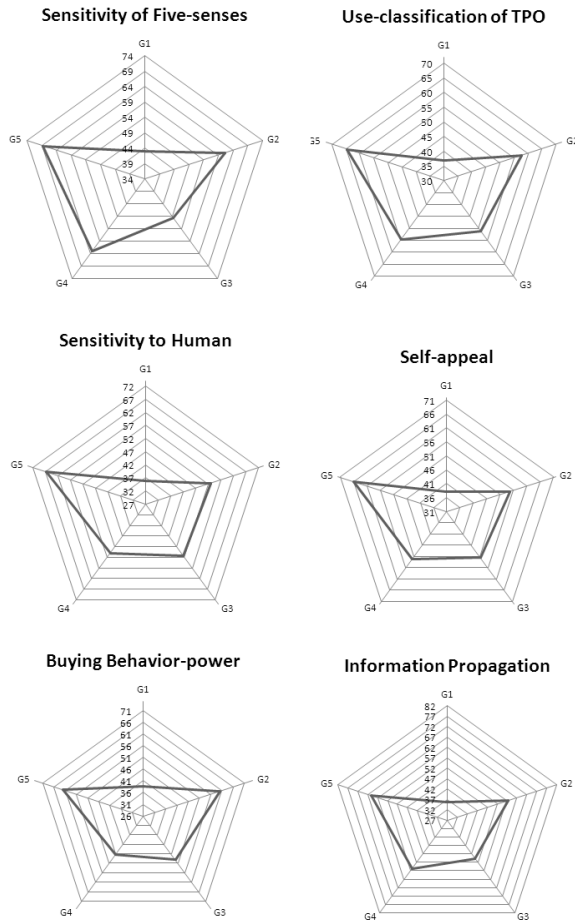 Sensitivity of Five-senses
G1
74
69
64
59
54
49
44
39
34
G5
G2
G4
G3
Use-classification of TPO
G1
70
65
60
55
50
45
40
35
30
G5
G2
G4
G3
Sensitivity to Human
G1
72
67
62
57
52
47
42
37
32
27
G5
G2
G4
G3
Self-appeal
G1
71
66
61
56
51
46
41
36
31
G5
G2
G4
G3
Buying Behavior-power
G1
71
66
61
56
51
46
41
36
31
26
G5
G2
G4
G3
Information Propagation
G1
82
77
72
67
62
57
52
47
42
37
32
27
G5
G2
G4
G3